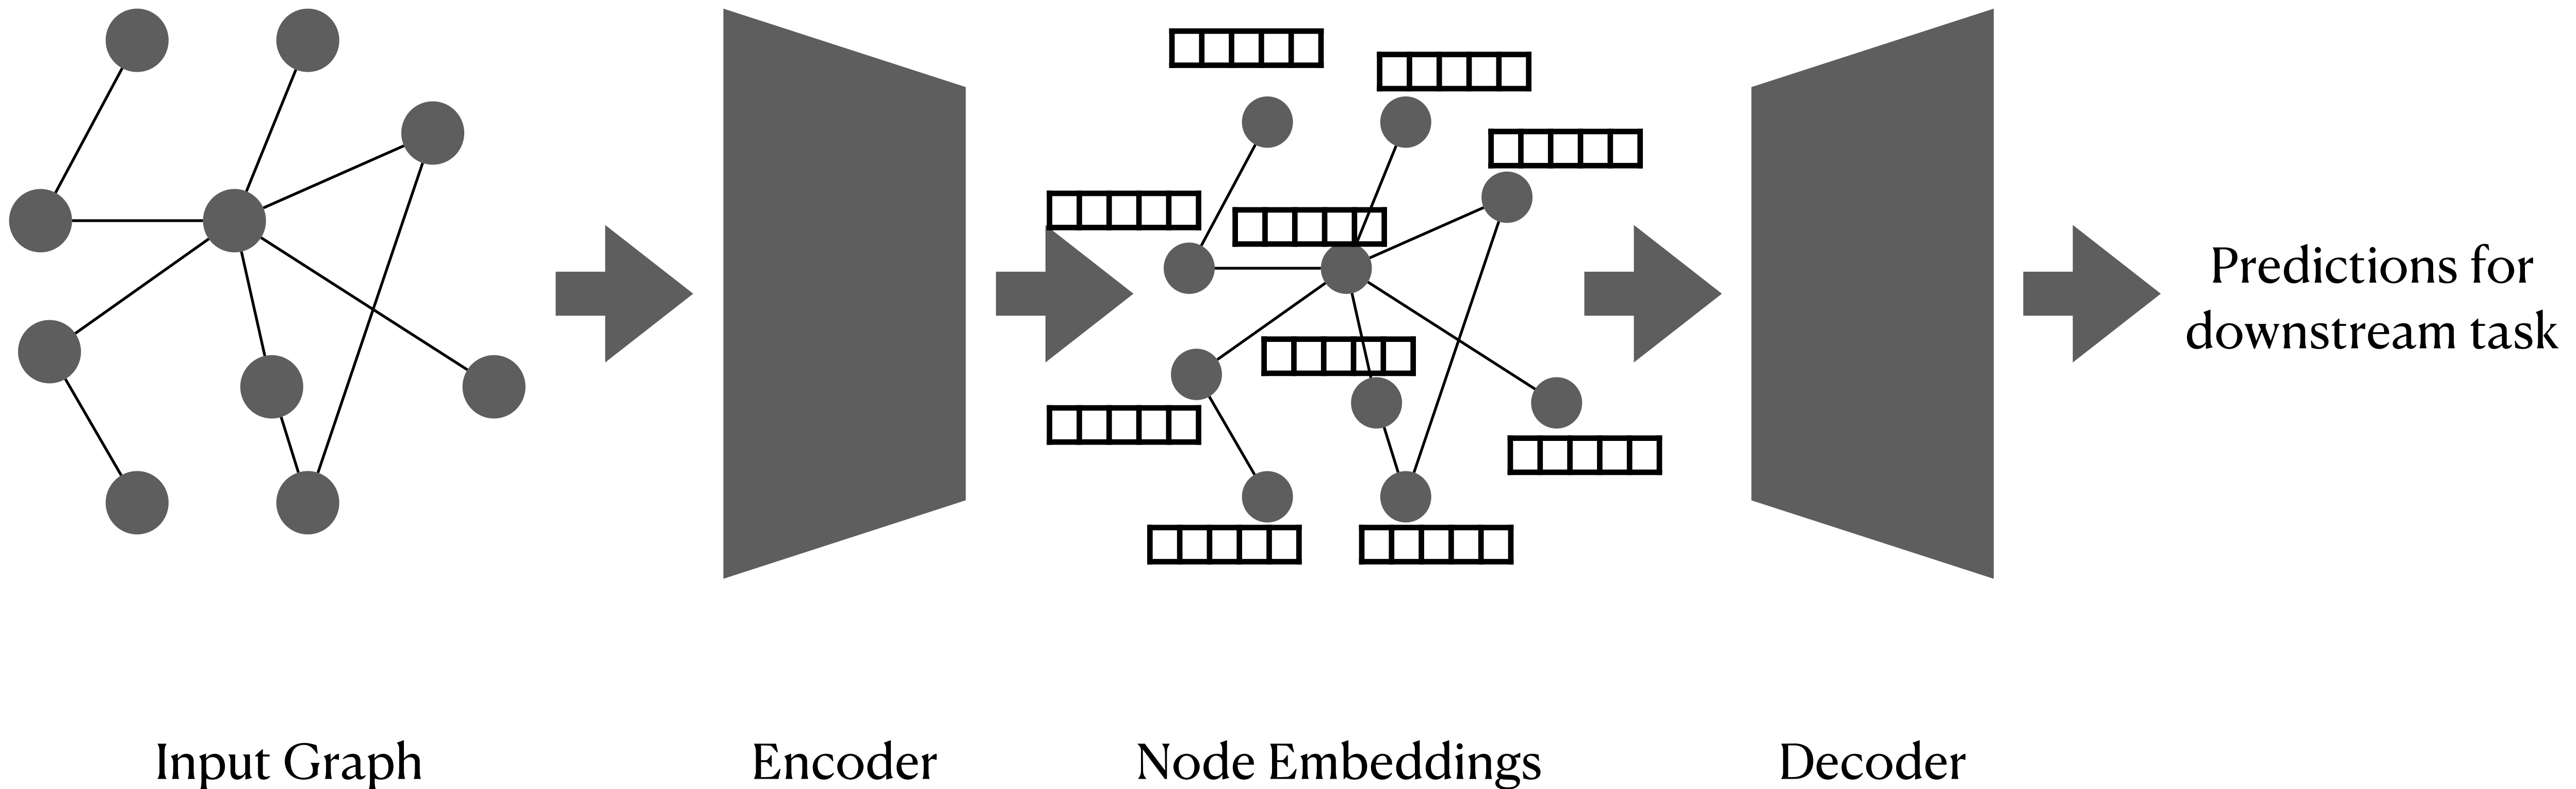 Predictions for
downstream task
Input Graph
Encoder
Node Embeddings
Decoder